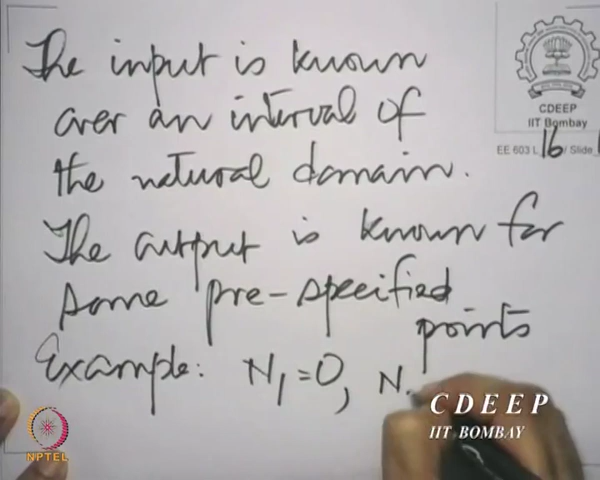 The input is known
over an interval of
the natural domain.
The output is known for
some pre-specified
points
Example: N1=0, N
CDEEP
IIT Bombay
EE 603 L 16 / Slide
CDEEP
IIT BOMBAY
NPTEL